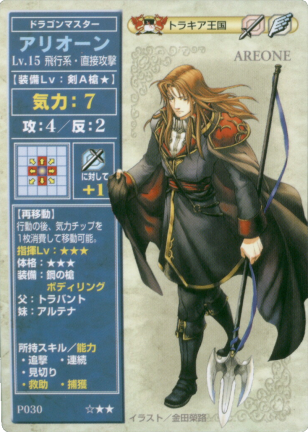 ドラゴンマスター
アリオーン
Lv.15 飛行系・直接攻撃
【装備Lv：剣A槍★】
気力：7
攻：4／反：2
に対して
+1
【再移動】
行動の後、気力チップを
1枚消費して移動可能。
指揮Lv：★★★
体格：★★★
装備：鋼の槍
ボディリング
父：トラバント
妹：アルテナ
所持スキル／能力
・追撃 ・連続
・見切り
・救助 ・捕獲
P030 ☆★★
トラキア王国
AREONE
イラスト／金田榮路